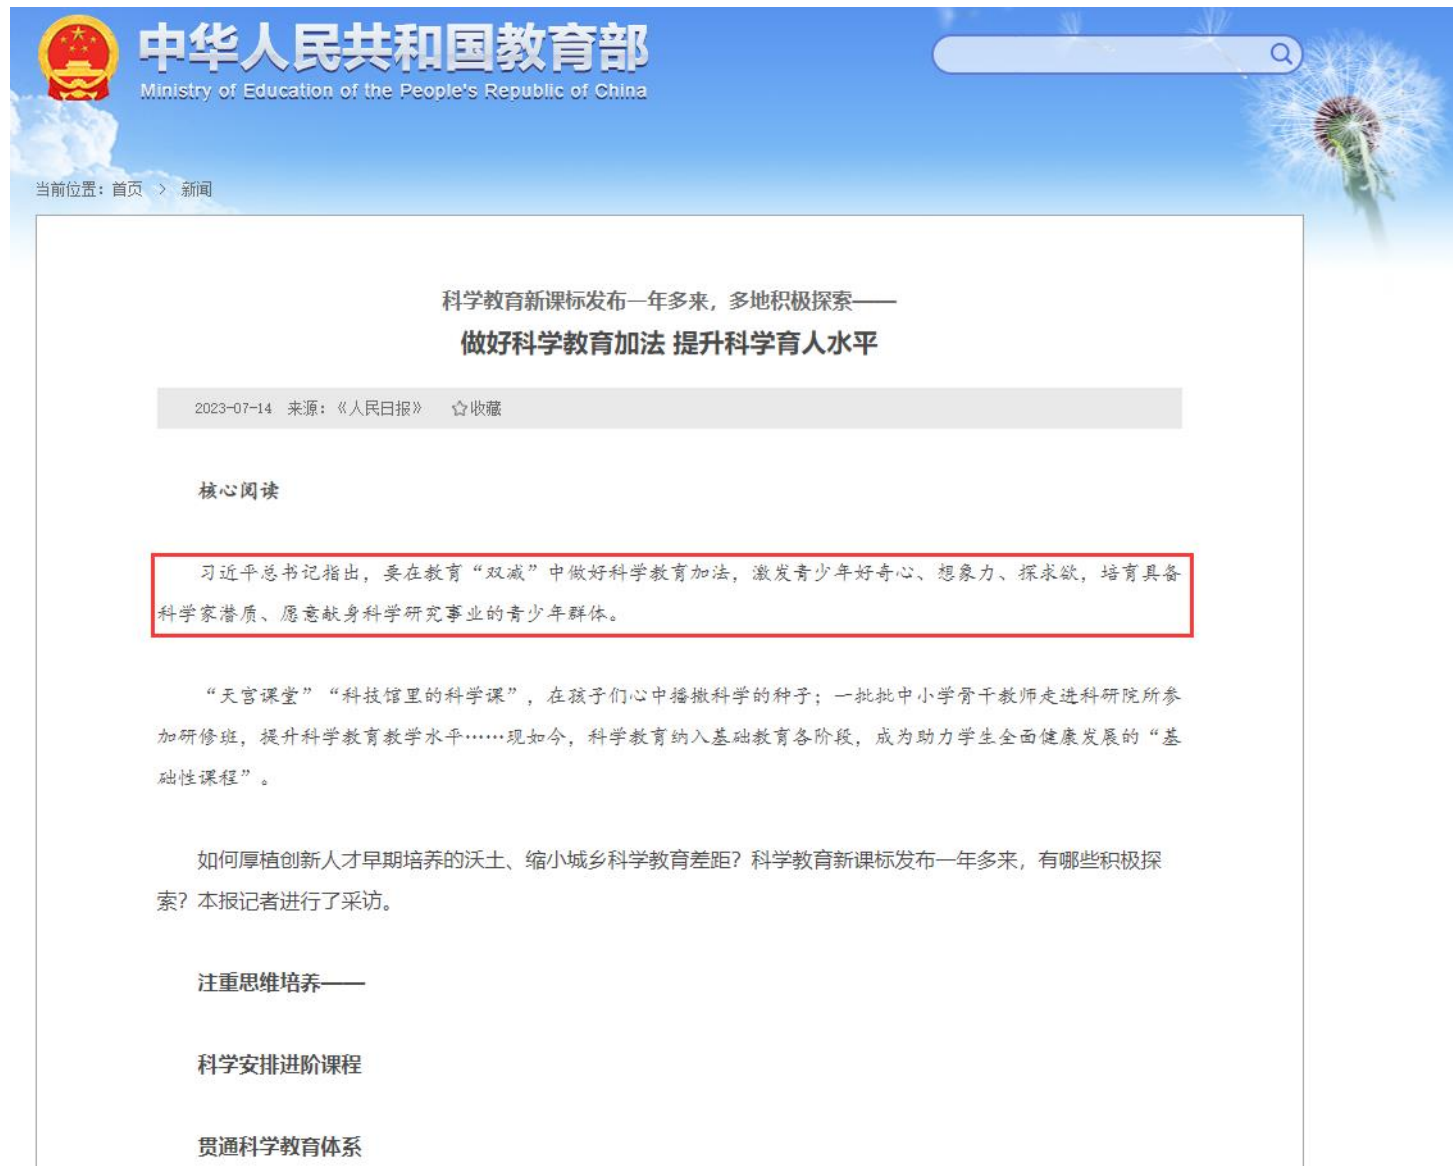 中华人民共和国教育部
Ministry of Education of the People's Republic of China
当前位置：首页 > 新闻
科学教育新课标发布一年多来，多地积极探索——
做好科学教育加法 提升科学育人水平
2023-07-14 来源：《人民日报》 ☆收藏
核心阅读
习近平总书记指出，要在教育“双减”中做好科学教育加法，激发青少年好奇心、想象力、探求欲，培育具备
科学家潜质、愿意献身科学研究事业的青少年群体。
“天宫课堂”“科技馆里的科学课”，在孩子们心中播撒科学的种子；一批批中小学骨干教师走进科研院所参
加研修班，提升科学教育教学水平……现如今，科学教育纳入基础教育各阶段，成为助力学生全面健康发展的“基
础性课程”。
如何厚植创新人才早期培养的沃土、缩小城乡科学教育差距？科学教育新课标发布一年多来，有哪些积极探
索？本报记者进行了采访。
注重思维培养——
科学安排进阶课程
贯通科学教育体系